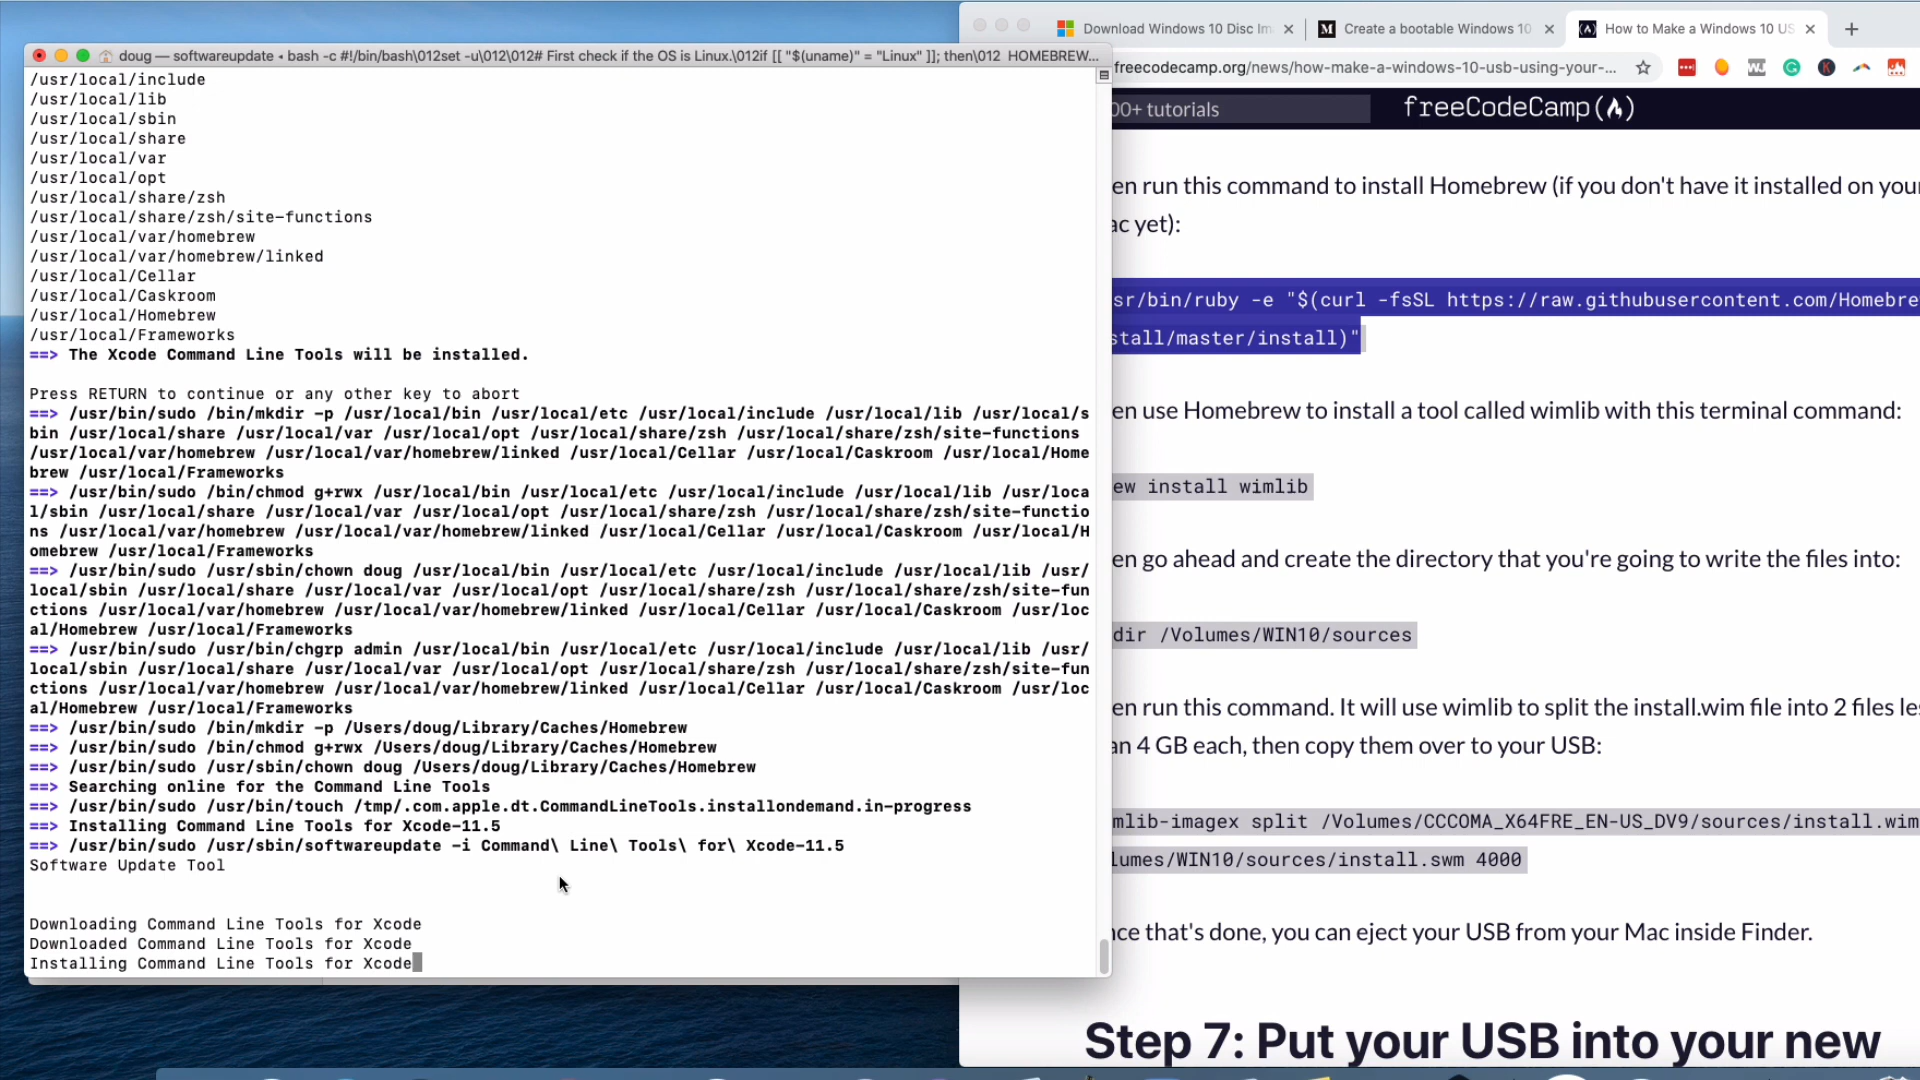 Download Windows 10 Disc Im
Create a bootable Windows 10
How to Make a Windows 10 US
doug — softwareupdate ◂ bash -c #!/bin/bash\012set -u\012\012# First check if the OS is Linux.\012if [[ "$(uname)" = "Linux" ]]; then\012  HOMEBREW...
/usr/local/include
/usr/local/lib
/usr/local/sbin
/usr/local/share
/usr/local/var
/usr/local/opt
/usr/local/share/zsh
/usr/local/share/zsh/site-functions
/usr/local/var/homebrew
/usr/local/var/homebrew/linked
/usr/local/Cellar
/usr/local/Caskroom
/usr/local/Homebrew
/usr/local/Frameworks
==> The Xcode Command Line Tools will be installed.
Press RETURN to continue or any other key to abort
==> /usr/bin/sudo /bin/mkdir -p /usr/local/bin /usr/local/etc /usr/local/include /usr/local/lib /usr/local/s
bin /usr/local/share /usr/local/var /usr/local/opt /usr/local/share/zsh /usr/local/share/zsh/site-functions
/usr/local/var/homebrew /usr/local/var/homebrew/linked /usr/local/Cellar /usr/local/Caskroom /usr/local/Home
brew /usr/local/Frameworks
==> /usr/bin/sudo /bin/chmod g+rwx /usr/local/bin /usr/local/etc /usr/local/include /usr/local/lib /usr/loca
l/sbin /usr/local/share /usr/local/var /usr/local/opt /usr/local/share/zsh /usr/local/share/zsh/site-functio
ns /usr/local/var/homebrew /usr/local/var/homebrew/linked /usr/local/Cellar /usr/local/Caskroom /usr/local/H
omebrew /usr/local/Frameworks
==> /usr/bin/sudo /usr/sbin/chown doug /usr/local/bin /usr/local/etc /usr/local/include /usr/local/lib /usr/
local/sbin /usr/local/share /usr/local/var /usr/local/opt /usr/local/share/zsh /usr/local/share/zsh/site-fun
ctions /usr/local/var/homebrew /usr/local/var/homebrew/linked /usr/local/Cellar /usr/local/Caskroom /usr/loc
al/Homebrew /usr/local/Frameworks
==> /usr/bin/sudo /usr/bin/chgrp admin /usr/local/bin /usr/local/etc /usr/local/include /usr/local/lib /usr/
local/sbin /usr/local/share /usr/local/var /usr/local/opt /usr/local/share/zsh /usr/local/share/zsh/site-fun
ctions /usr/local/var/homebrew /usr/local/var/homebrew/linked /usr/local/Cellar /usr/local/Caskroom /usr/loc
al/Homebrew /usr/local/Frameworks
==> /usr/bin/sudo /bin/mkdir -p /Users/doug/Library/Caches/Homebrew
==> /usr/bin/sudo /bin/chmod g+rwx /Users/doug/Library/Caches/Homebrew
==> /usr/bin/sudo /usr/sbin/chown doug /Users/doug/Library/Caches/Homebrew
==> Searching online for the Command Line Tools
==> /usr/bin/sudo /usr/bin/touch /tmp/.com.apple.dt.CommandLineTools.installondemand.in-progress
==> Installing Command Line Tools for Xcode-11.5
==> /usr/bin/sudo /usr/sbin/softwareupdate -i Command\ Line\ Tools\ for\ Xcode-11.5
Software Update Tool
Downloading Command Line Tools for Xcode
Downloaded Command Line Tools for Xcode
Installing Command Line Tools for Xcode
freecodecamp.org/news/how-make-a-windows-10-usb-using-your-...
00+ tutorials
freeCodeCamp
en run this command to install Homebrew (if you don't have it installed on your
ac yet):
sr/bin/ruby -e "$(curl -fsSL https://raw.githubusercontent.com/Homebre
stall/master/install)"
en use Homebrew to install a tool called wimlib with this terminal command:
ew install wimlib
en go ahead and create the directory that you're going to write the files into:
dir /Volumes/WIN10/sources
en run this command. It will use wimlib to split the install.wim file into 2 files les
an 4 GB each, then copy them over to your USB:
mlib-imagex split /Volumes/CCCOMA_X64FRE_EN-US_DV9/sources/install.wim
lumes/WIN10/sources/install.swm 4000
nce that's done, you can eject your USB from your Mac inside Finder.
Step 7: Put your USB into your new